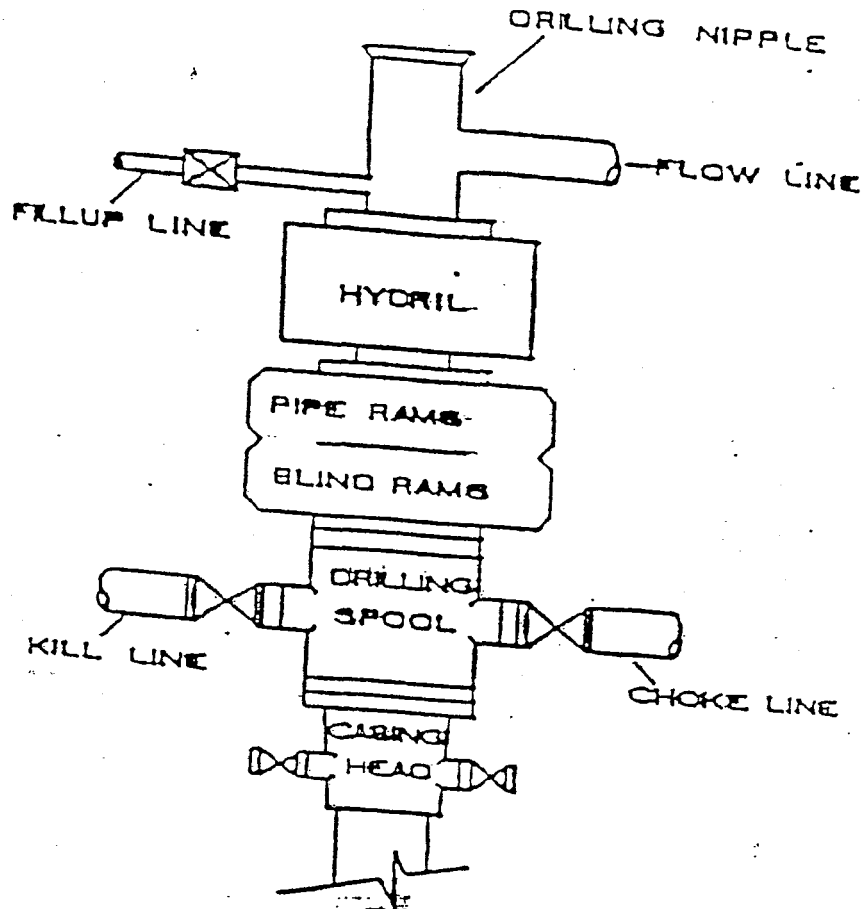 DRILLING NIPPLE
FLOW LINE
FILLUP LINE
HYDRIL
PIPE RAMS
BLIND RAMS
DRILLING
SPOOL
KILL LINE
CHOKE LINE
CASING
HEAD